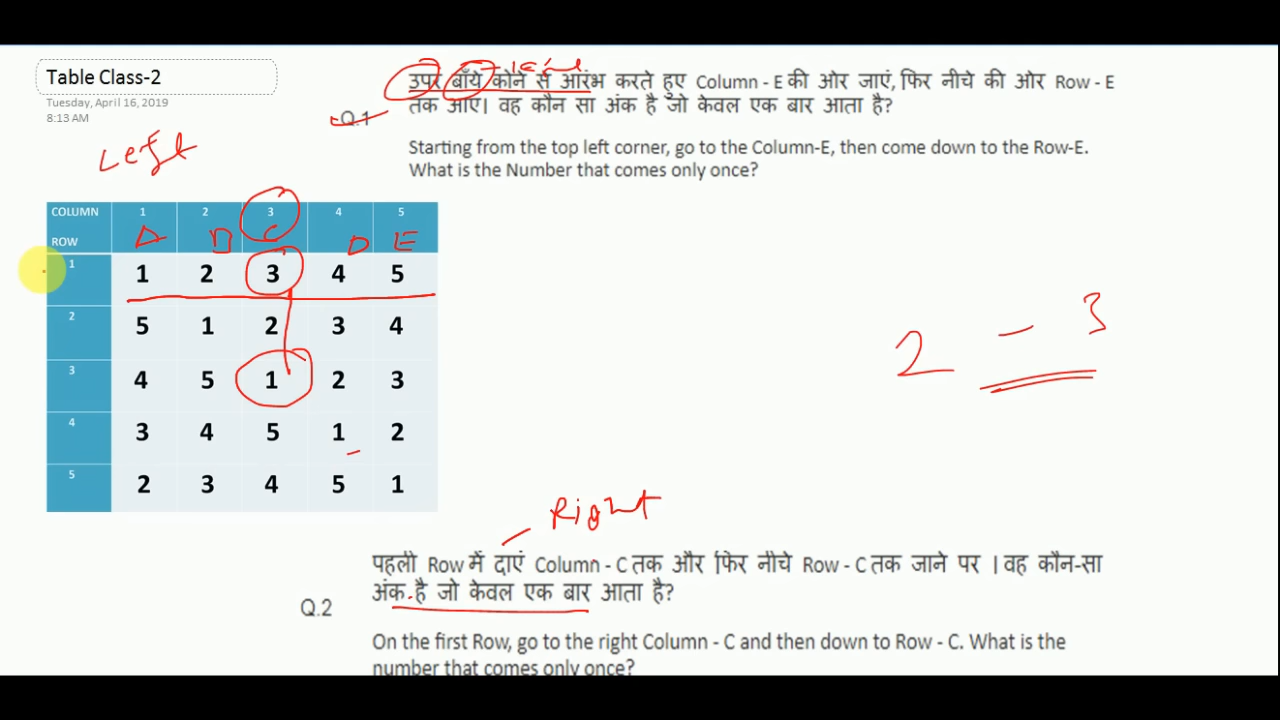 Table Class-2
Tuesday, April 16, 2019
8:13 AM
Left
Q.1
उपर बाँये कोने से आरंभ करते हुए Column - E की ओर जाएं, फिर नीचे की ओर Row - E
तक आए। वह कौन सा अंक है जो केवल एक बार आता है?
Starting from the top left corner, go to the Column-E, then come down to the Row-E.
What is the Number that comes only once?
COLUMN 1 2 3 4 5
ROW A B C D E
1 1 2 3 4 5
2 5 1 2 3 4
3 4 5 1 2 3
4 3 4 5 1 2
5 2 3 4 5 1
2 - 3
Right
Q.2
पहली Row में दाएं Column - C तक और फिर नीचे Row - C तक जाने पर । वह कौन-सा
अंक है जो केवल एक बार आता है?
On the first Row, go to the right Column - C and then down to Row - C. What is the
number that comes only once?